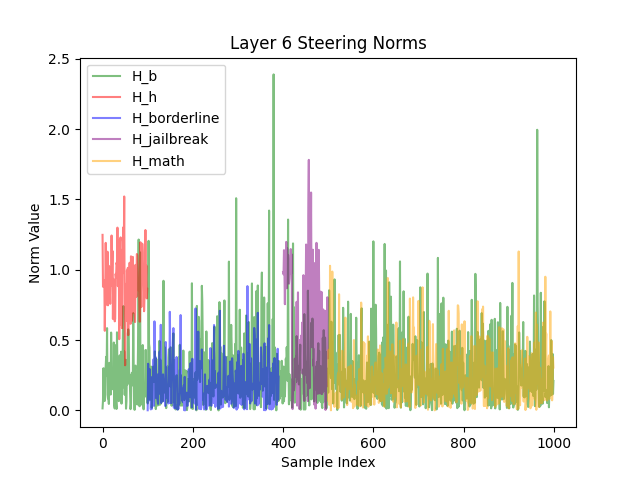 Layer 6 Steering Norms
H_b
H_h
H_borderline
H_jailbreak
H_math
Norm Value
2.5
2.0
1.5
1.0
0.5
0.0
0 200 400 600 800 1000
Sample Index